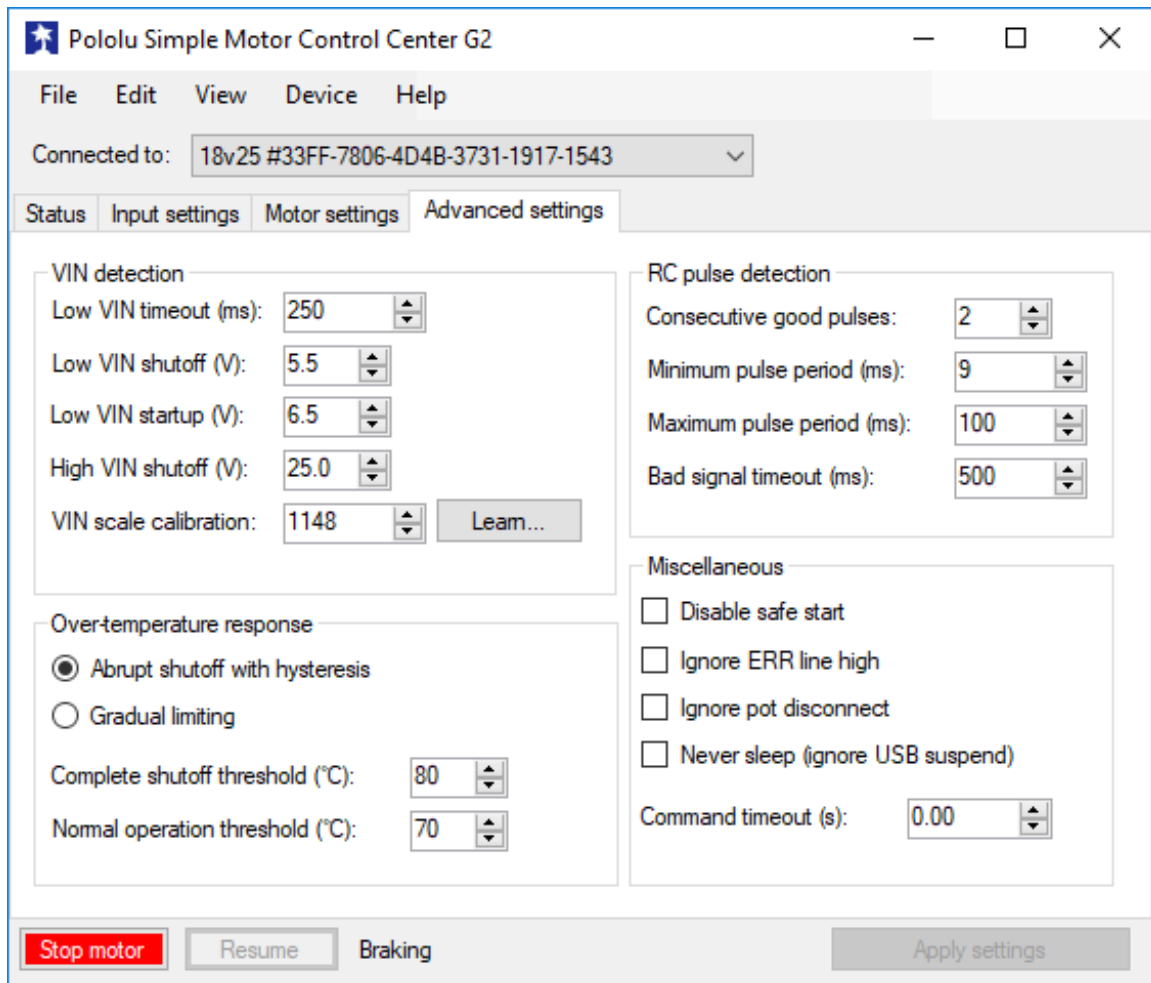 Pololu Simple Motor Control Center G2
File Edit View Device Help
Connected to: 18v25 #33FF-7806-4D4B-3731-1917-1543
Status Input settings Motor settings Advanced settings
VIN detection
Low VIN timeout (ms): 250
Low VIN shutoff (V): 5.5
Low VIN startup (V): 6.5
High VIN shutoff (V): 25.0
VIN scale calibration: 1148 Learn...
Over-temperature response
Abrupt shutoff with hysteresis
Gradual limiting
Complete shutoff threshold (°C): 80
Normal operation threshold (°C): 70
RC pulse detection
Consecutive good pulses: 2
Minimum pulse period (ms): 9
Maximum pulse period (ms): 100
Bad signal timeout (ms): 500
Miscellaneous
Disable safe start
Ignore ERR line high
Ignore pot disconnect
Never sleep (ignore USB suspend)
Command timeout (s): 0.00
Stop motor Resume Braking Apply settings